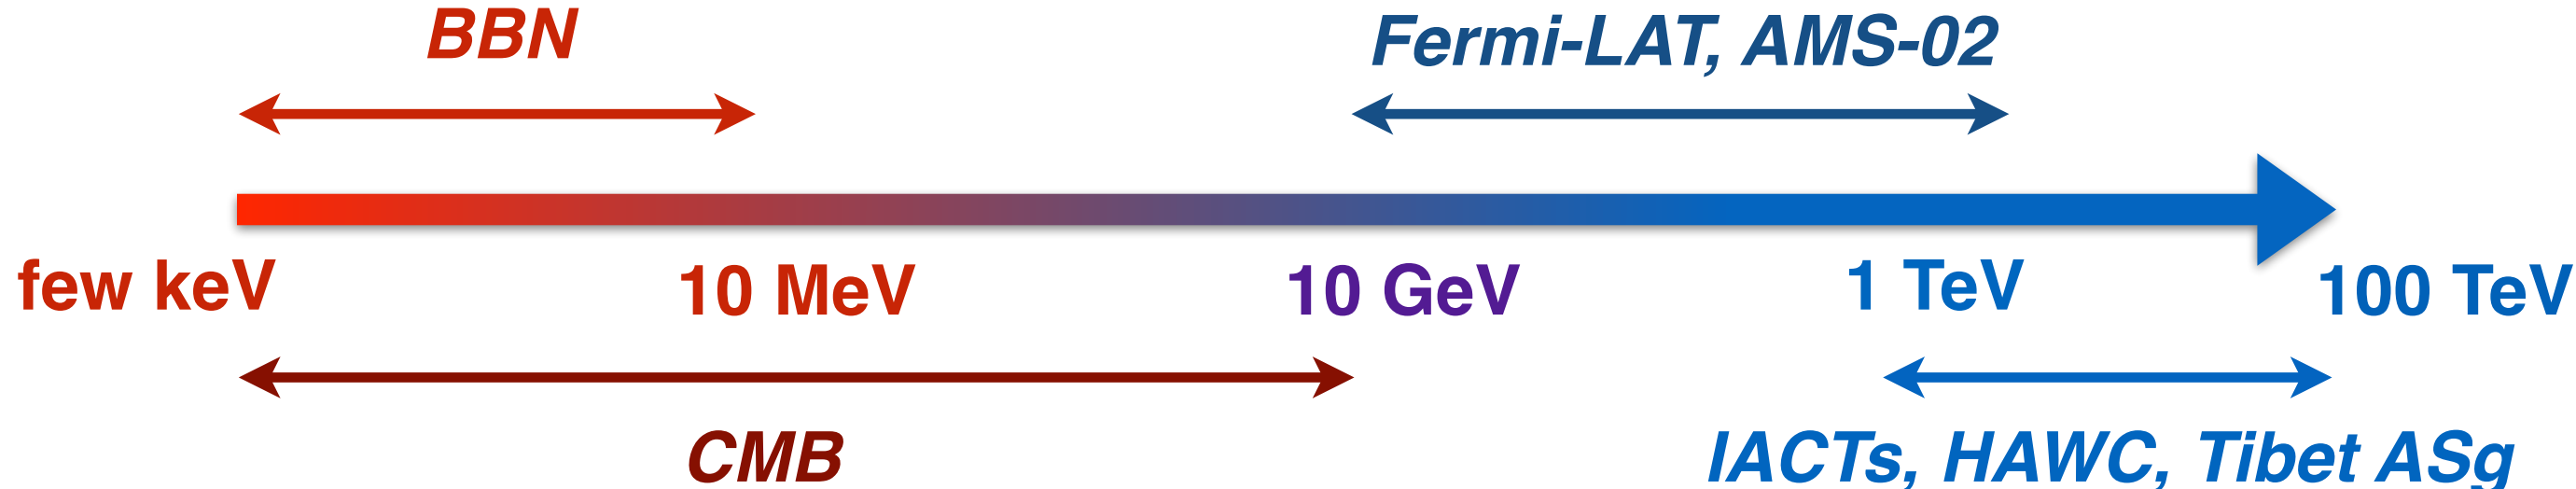 BBN
Fermi-LAT, AMS-02
few keV
10 MeV
10 GeV
1 TeV
100 TeV
CMB
IACTs, HAWC, Tibet ASg